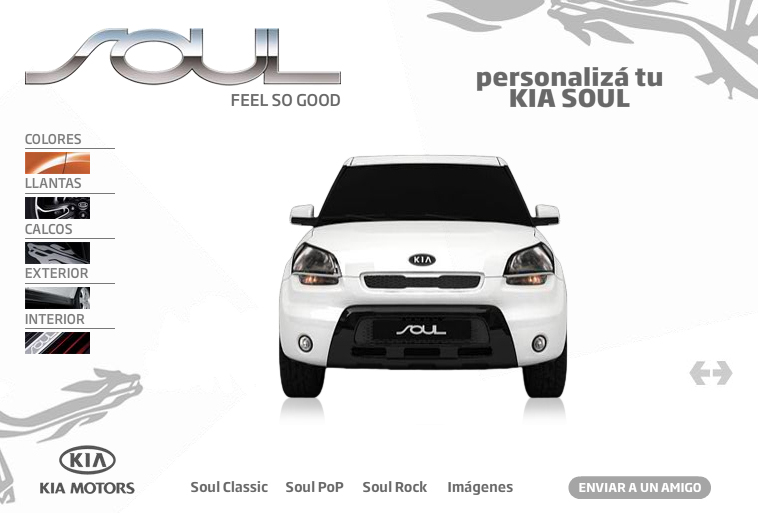 SOUL
FEEL SO GOOD
personalizá tu
KIA SOUL
COLORES
LLANTAS
CALCOS
EXTERIOR
INTERIOR
KIA
SOUL
KIA
KIA MOTORS
Soul Classic Soul PoP Soul Rock Imágenes
ENVIAR A UN AMIGO